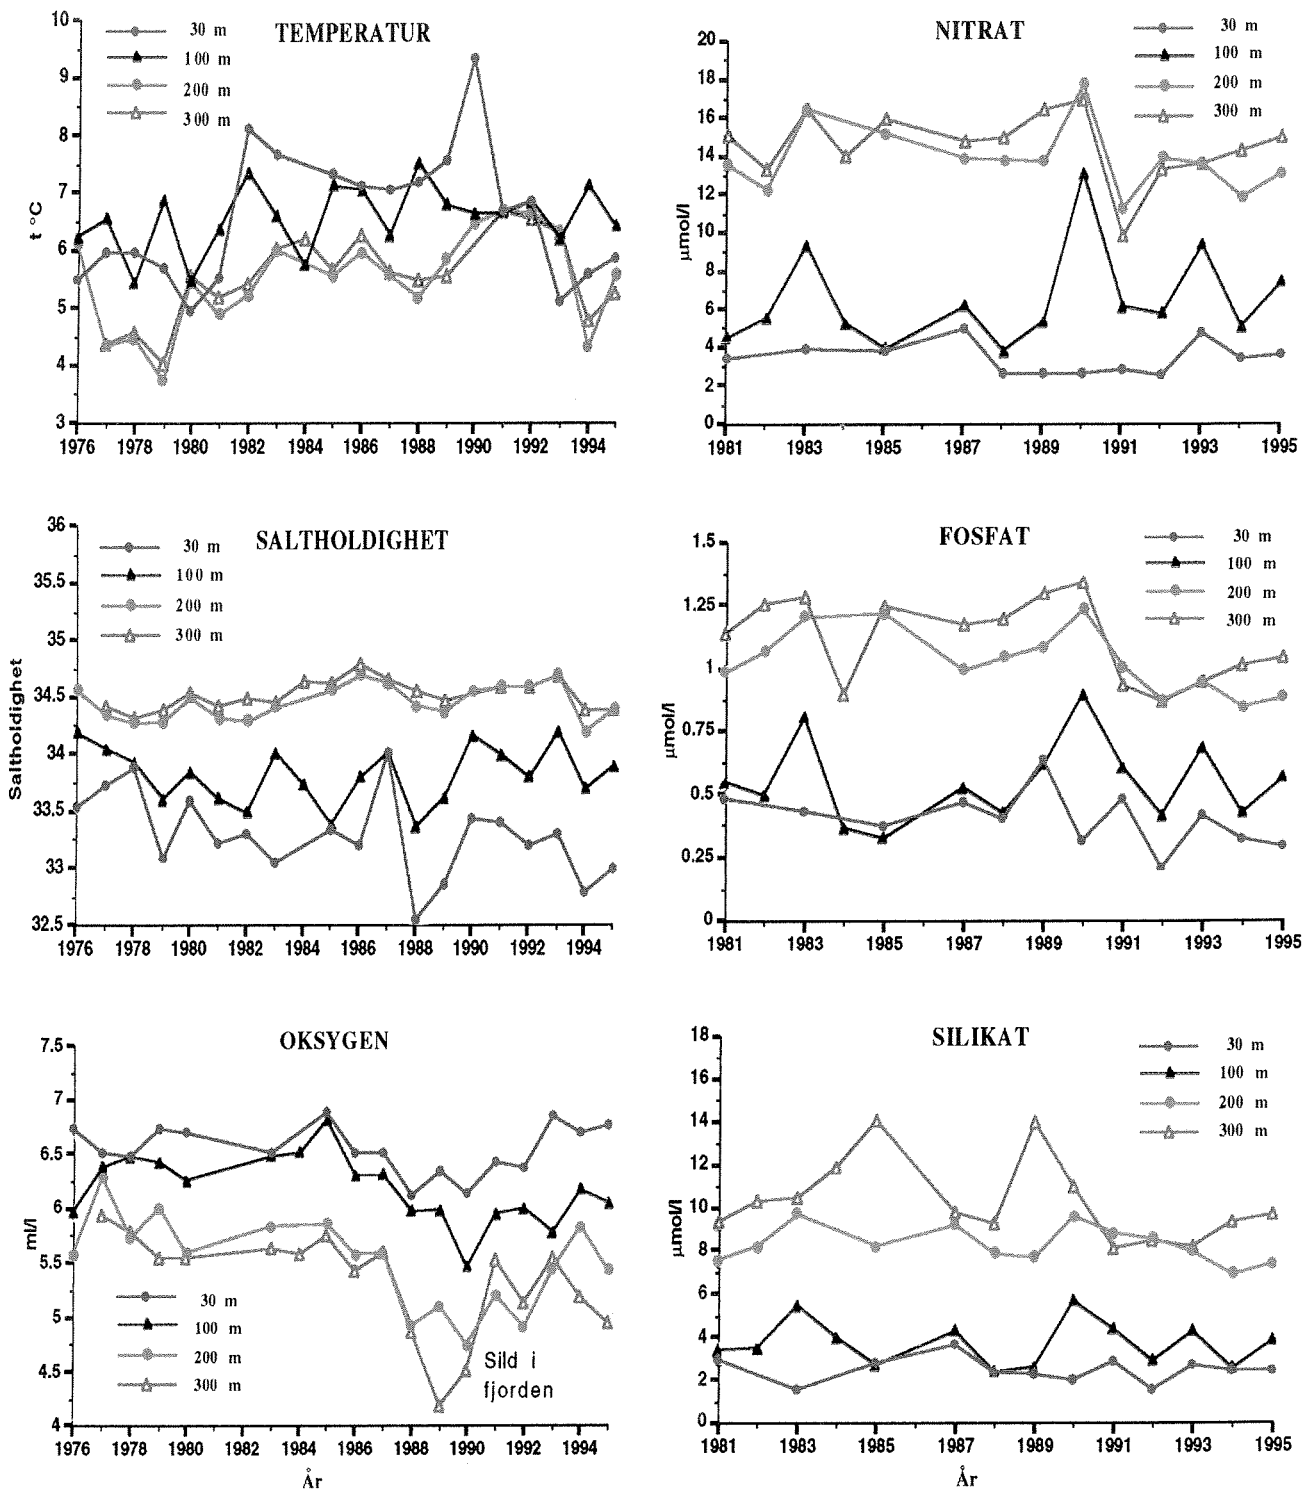 TEMPERATUR
30 m
100 m
200 m
300 m
t °C
10
9
8
7
6
5
4
3
1976 1978 1980 1982 1984 1986 1988 1990 1992 1994
NITRAT
30 m
100 m
200 m
300 m
µmol/l
20
18
16
14
12
10
8
6
4
2
0
1981 1983 1985 1987 1989 1991 1993 1995
SALTHOLDIGHET
30 m
100 m
200 m
300 m
Saltholdighet
36
35.5
35
34.5
34
33.5
33
32.5
1976 1978 1980 1982 1984 1986 1988 1990 1992 1994
FOSFAT
30 m
100 m
200 m
300 m
µmol/l
1.5
1.25
1
0.75
0.5
0.25
0
1981 1983 1985 1987 1989 1991 1993 1995
OKSYGEN
ml/l
7.5
7
6.5
6
5.5
5
4.5
4
30 m
100 m
200 m
300 m
Sild i
fjorden
1976 1978 1980 1982 1984 1986 1988 1990 1992 1994
År
SILIKAT
30 m
100 m
200 m
300 m
µmol/l
18
16
14
12
10
8
6
4
2
0
1981 1983 1985 1987 1989 1991 1993 1995
År